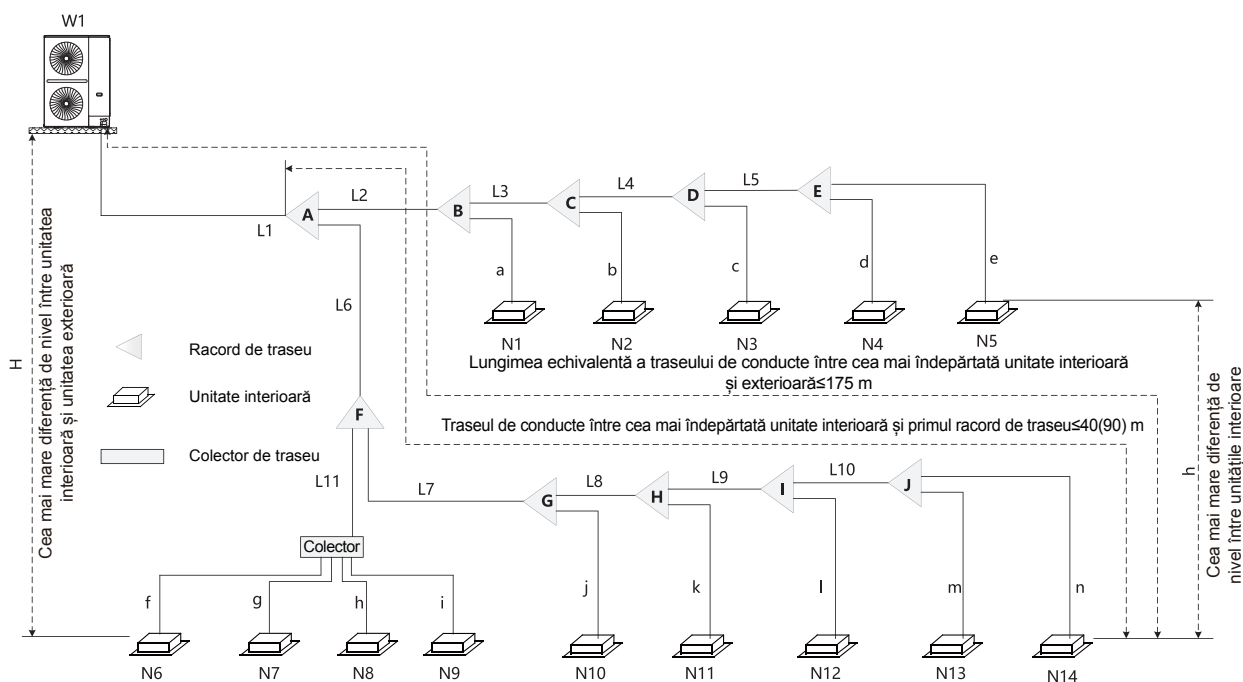 W1
L1
A
L2
B
L3
C
L4
D
L5
E
a
b
c
d
e
L6
N1
N2
N3
N4
N5
Cea mai mare diferență de nivel între unitatea
interioară și unitatea exterioară
H
Racord de traseu
Unitate interioară
Colector de traseu
Lungimea echivalentă a traseului de conducte între cea mai îndepărtată unitate interioară
și exterioară≤175 m
Traseul de conducte între cea mai îndepărtată unitate interioară și primul racord de traseu≤40(90) m
h
Cea mai mare diferență de
nivel între unitățile interioare
F
L11
L7
G
L8
H
L9
I
L10
J
Colector
f
g
h
i
j
k
l
m
n
N6
N7
N8
N9
N10
N11
N12
N13
N14